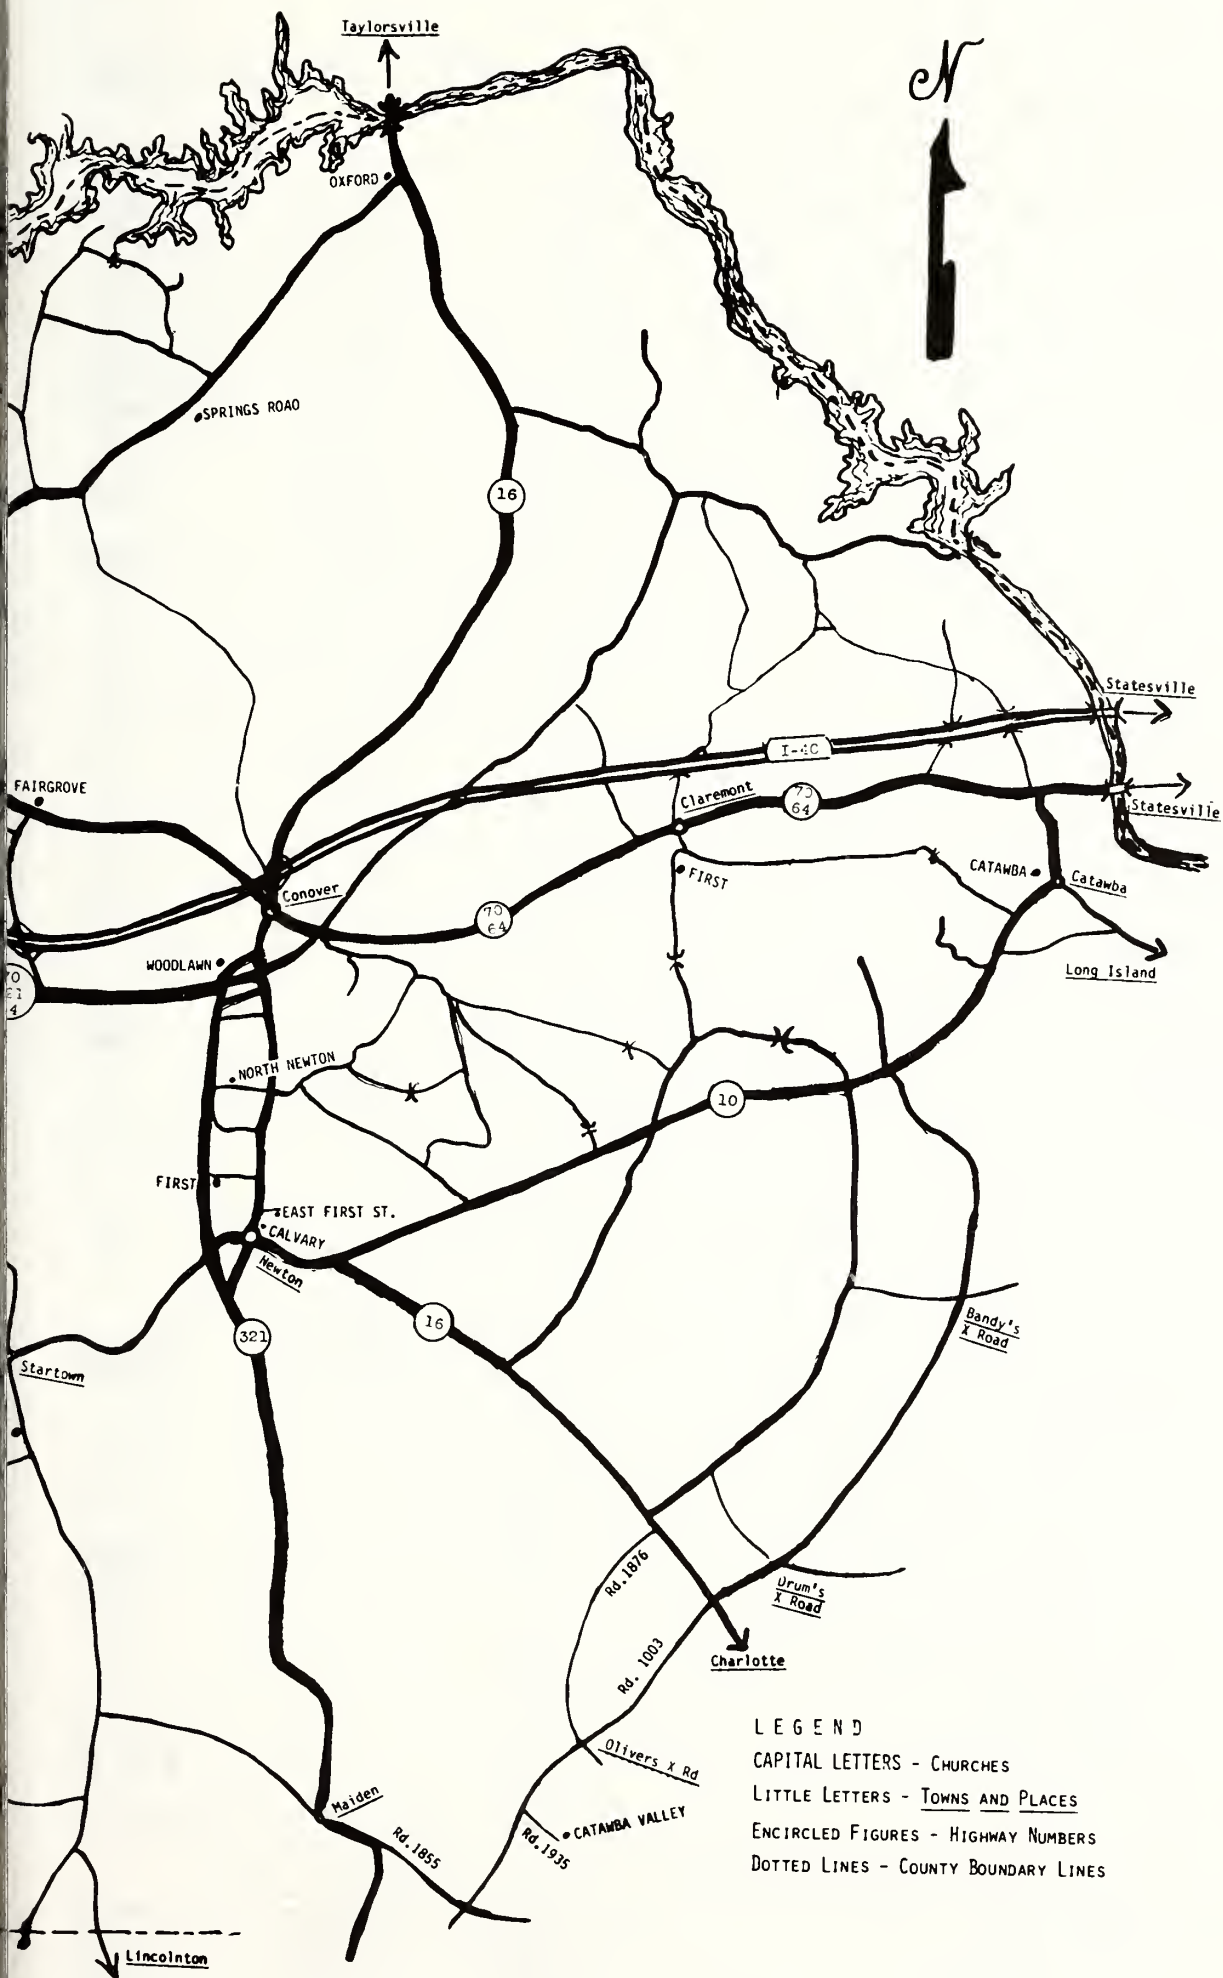 Taylorsville
N
OXFORD
SPRINGS ROAO
16
Statesville
I-4C
FAIRGROVE
Claremont
70
64
Statesville
Conover
FIRST
CATAWBA
Catawba
70
64
WOODLAWN
Long Island
NORTH NEWTON
10
FIRST
EAST FIRST ST.
CALVARY
Newton
16
321
Bandy's
X Road
Startown
Rd.1876
Drum's
X Road
Rd. 1003
Charlotte
Olivers X Rd
Maiden
Rd.1855
Rd.1935
CATAWBA VALLEY
LEGEND
CAPITAL LETTERS - CHURCHES
LITTLE LETTERS - TOWNS AND PLACES
ENCIRCLED FIGURES - HIGHWAY NUMBERS
DOTTED LINES - COUNTY BOUNDARY LINES
Lincolnton